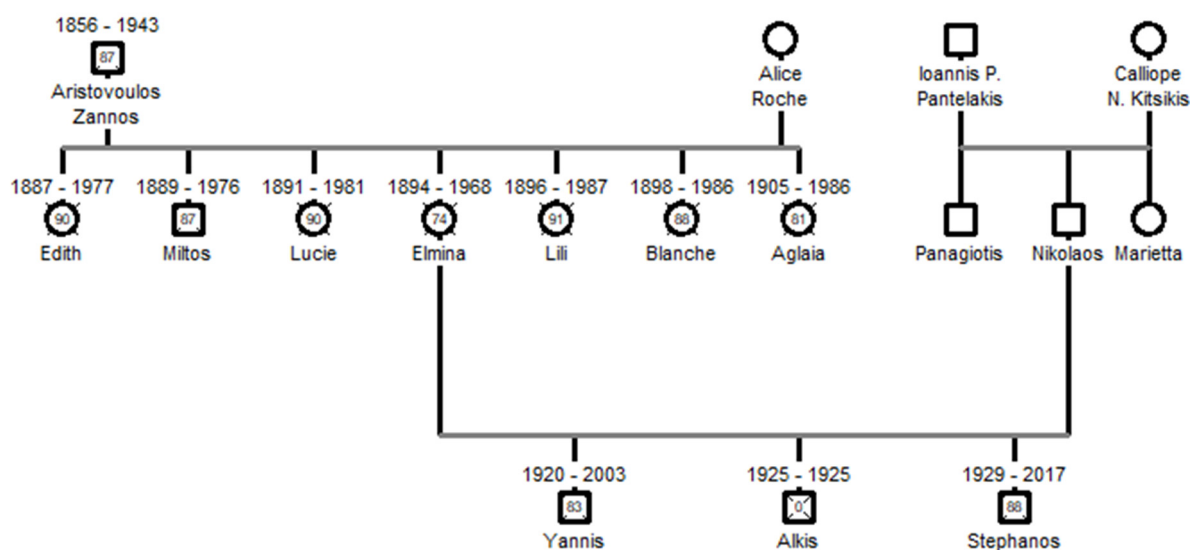 1856 - 1943
87
Aristovoulos
Zannos
Alice
Roche
Ioannis P.
Pantelakis
Calliope
N. Kitsikis
1887 - 1977 1889 - 1976 1891 - 1981 1894 - 1968 1896 - 1987 1898 - 1986 1905 - 1986
90 87 90 74 91 88 81
Edith Miltos Lucie Elmina Lili Blanche Aglaia Panagiotis Nikolaos Marietta
1920 - 2003 1925 - 1925 1929 - 2017
83 0 88
Yannis Alkis Stephanos